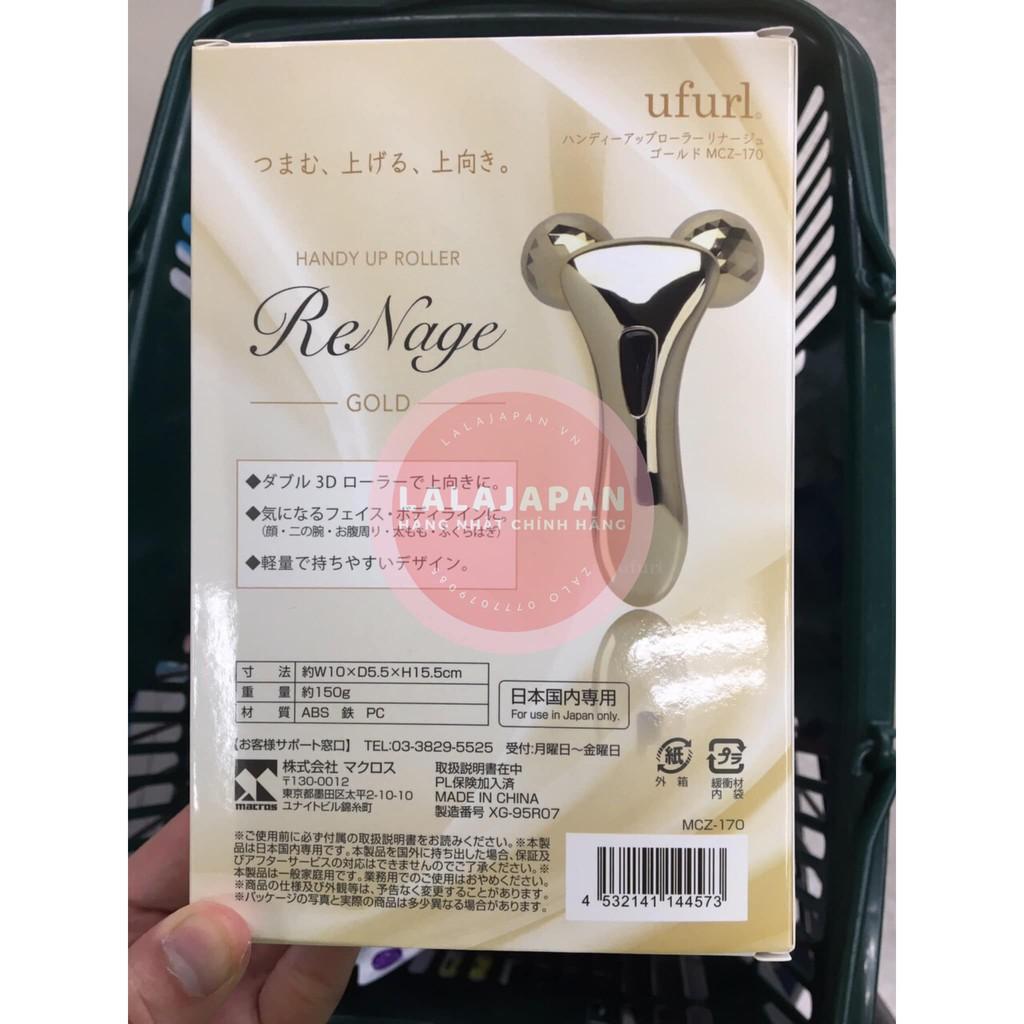 ufurl®
ハンディーアップローラー リナージュ
ゴールド MCZ-170
つまむ、上げる、上向き。
HANDY UP ROLLER
ReNage
GOLD
◆ダブル 3D ローラーで上向きに。
◆気になるフェイス・ボディラインに。
(顔・二の腕・お腹周り・太もも・ふくらはぎ)
◆軽量で持ちやすいデザイン。
ufurl
LALAJAPAN VN
LALAJAPAN
HÀNG NHẬT CHÍNH HÃNG
ZALO 0777079085
寸 法 約W10×D5.5×H15.5cm
重 量 約150g
材 質 ABS 鉄 PC
日本国内専用
For use in Japan only.
【お客様サポート窓口】 TEL:03-3829-5525 受付:月曜日〜金曜日
macros
株式会社 マクロス
〒130-0012
東京都墨田区太平2-10-10
ユナイトビル錦糸町
取扱説明書在中
PL保険加入済
MADE IN CHINA
製造番号 XG-95R07
紙
外 箱
プラ
緩衝材
内 袋
MCZ-170
※ご使用前に必ず付属の取扱説明書をお読みください。※本製
品は日本国内専用です。本製品を国外に持ち出した場合、保証及
びアフターサービスの対応はできませんのでご了承ください。※
本製品は一般家庭用です。業務用でのご使用はおやめください。
※商品の仕様及び外観等は、予告なく変更することがあります。
※パッケージの写真と実際の商品は多少異なる場合があります。
4 532141 144573